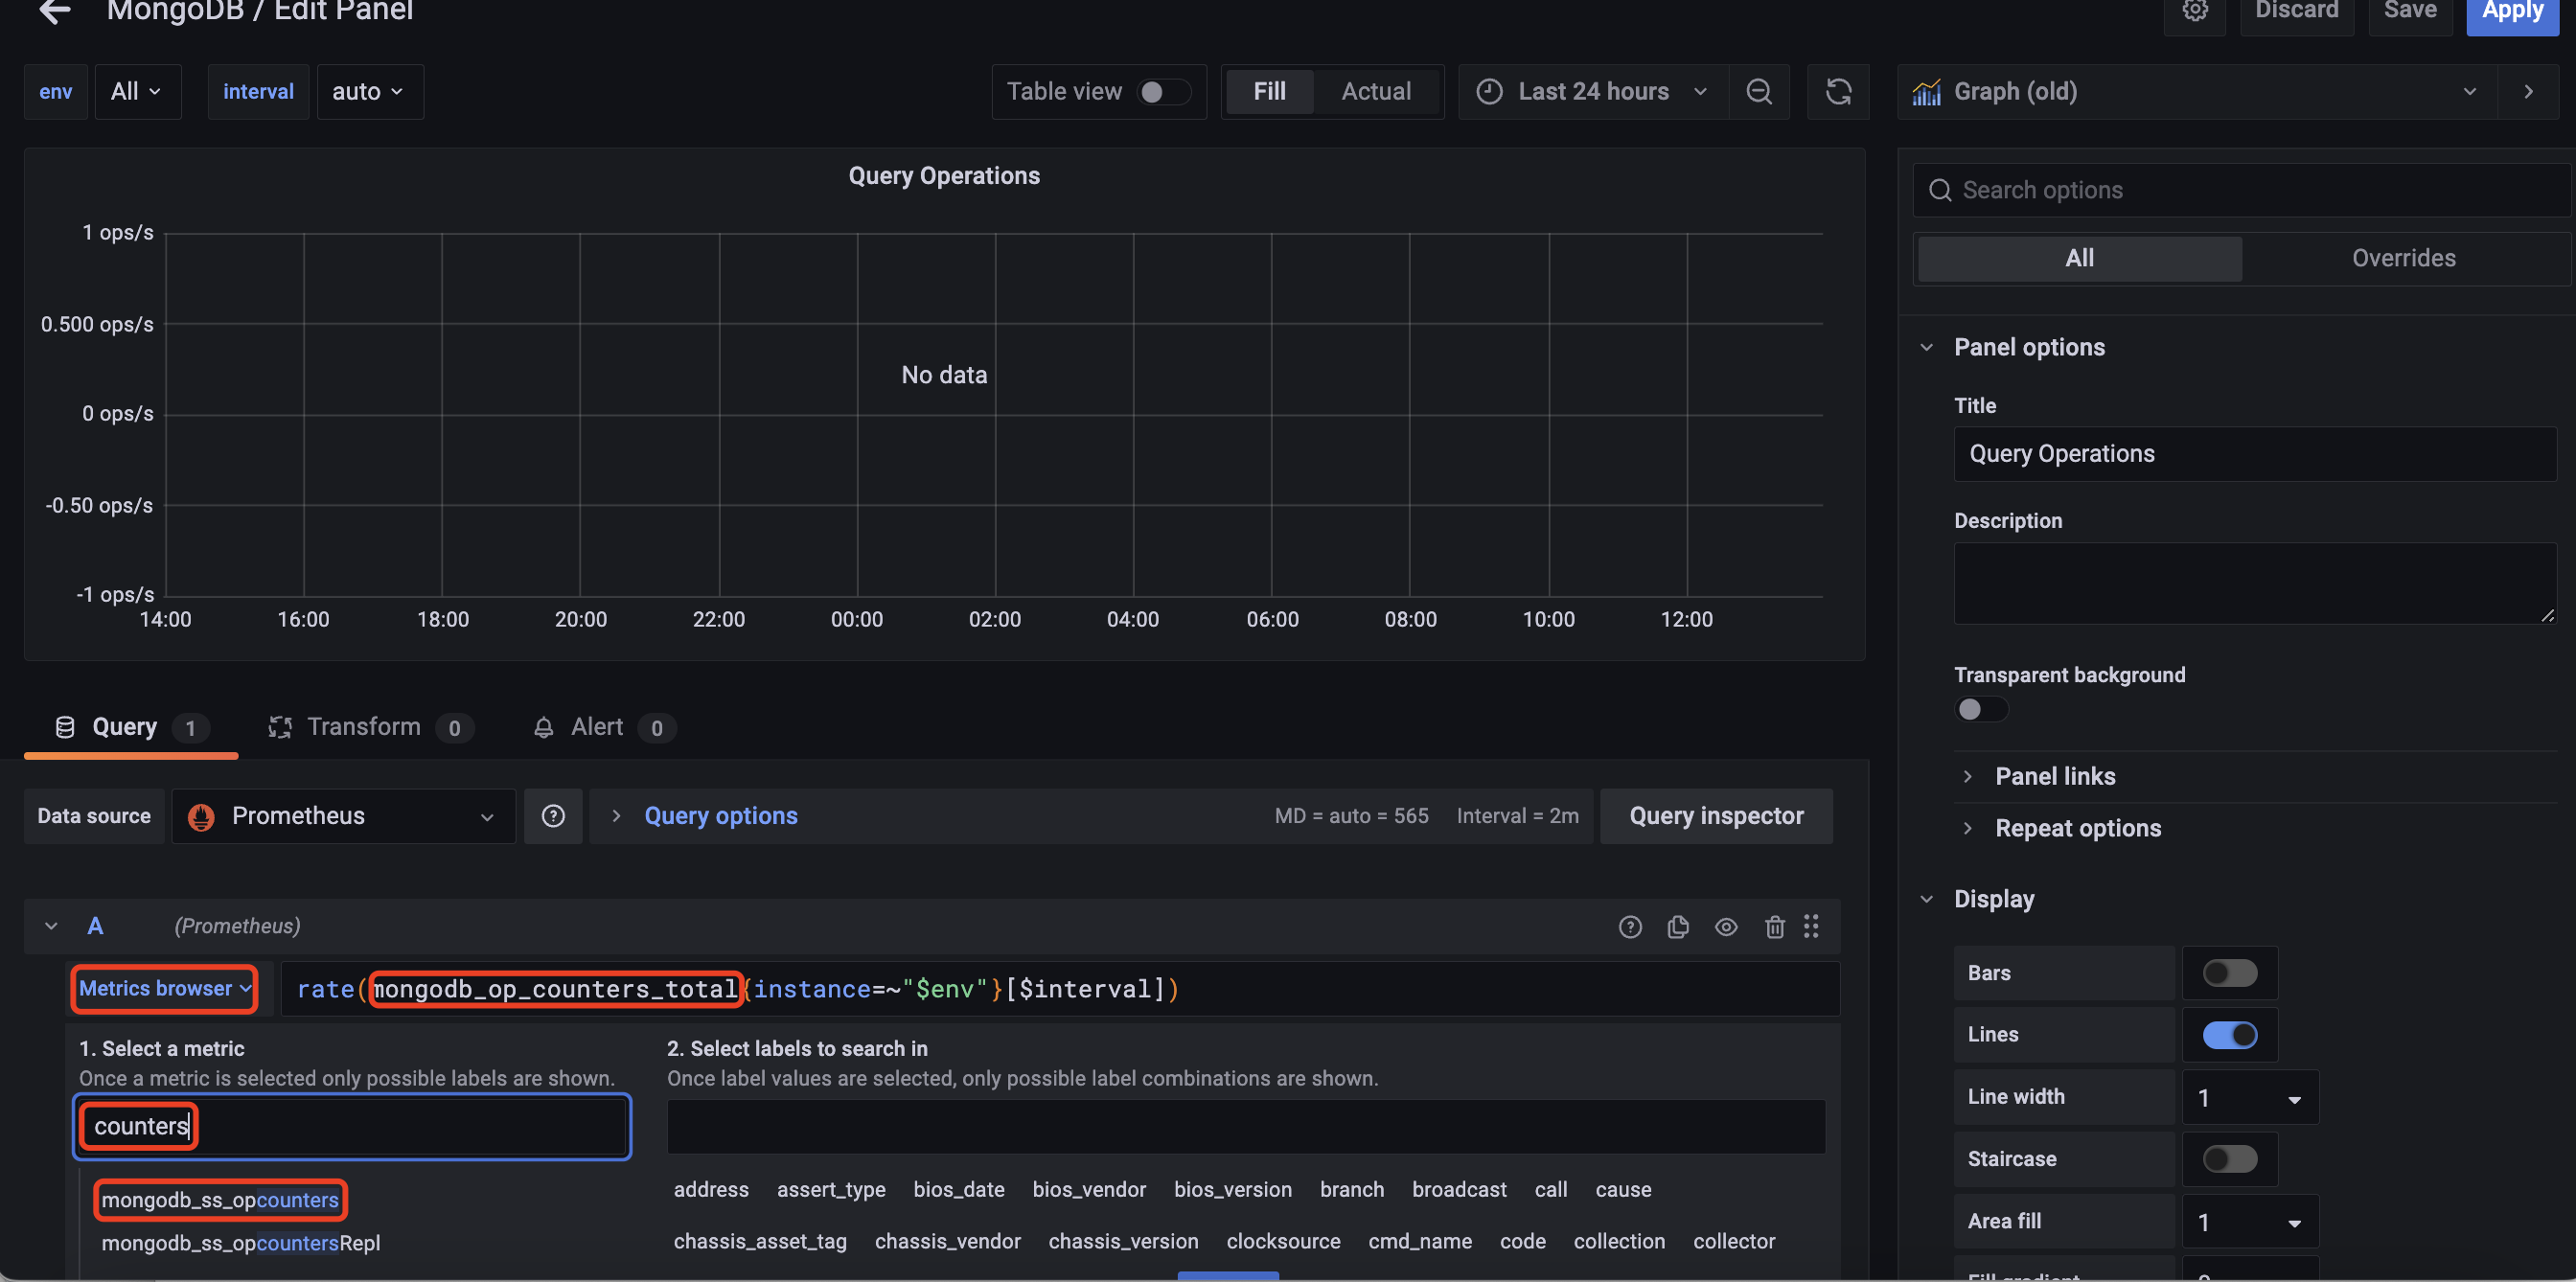 MongoDB / Edit Panel
Discard Save Apply
env All interval auto Table view Fill Actual Last 24 hours Graph (old)
Search options
All Overrides
Query Operations
1 ops/s
0.500 ops/s
0 ops/s
-0.50 ops/s
-1 ops/s
No data
14:00 16:00 18:00 20:00 22:00 00:00 02:00 04:00 06:00 08:00 10:00 12:00
Panel options
Title
Query Operations
Description
Transparent background
Panel links
Repeat options
Query 1 Transform 0 Alert 0
Data source Prometheus Query options MD = auto = 565 Interval = 2m Query inspector
A (Prometheus)
Metrics browser rate(mongodb_op_counters_total{instance=~"$env"}[$interval])
1. Select a metric
Once a metric is selected only possible labels are shown.
counters
mongodb_ss_opcounters
mongodb_ss_opcountersRepl
2. Select labels to search in
Once label values are selected, only possible label combinations are shown.
address assert_type bios_date bios_vendor bios_version branch broadcast call cause
chassis_asset_tag chassis_vendor chassis_version clocksource cmd_name code collection collector
Display
Bars
Lines
Line width 1
Staircase
Area fill 1
Fill gradient 0